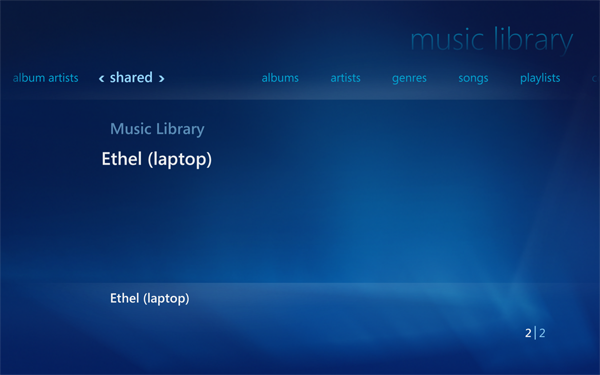 music library
album artists ‹ shared › albums artists genres songs playlists
Music Library
Ethel (laptop)
Ethel (laptop)
2|2